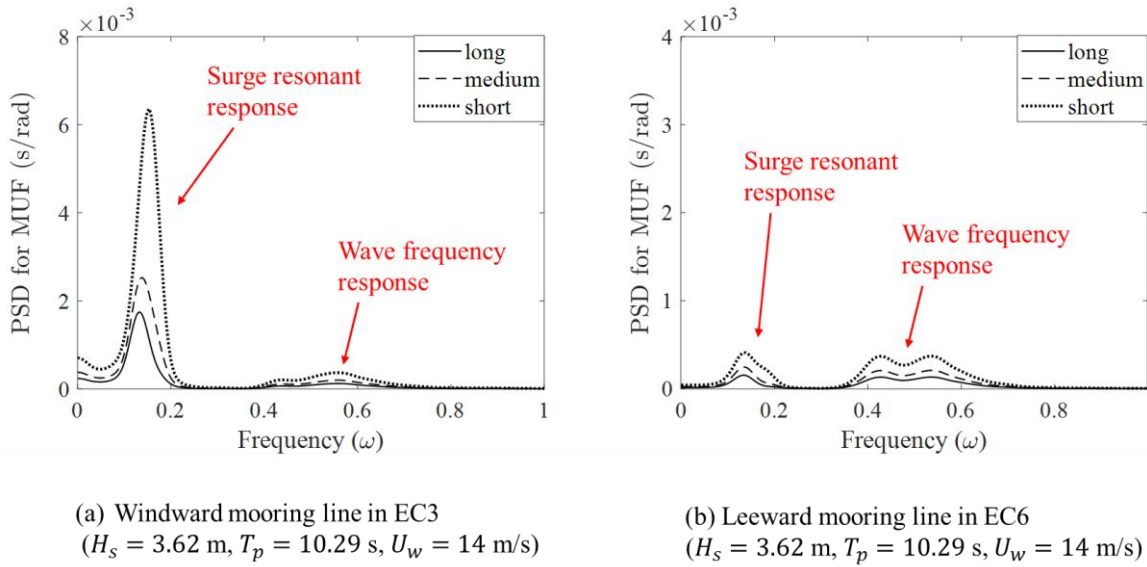 ×10⁻³
8
6
4
2
0
PSD for MUF (s/rad)
long
medium
short
Surge resonant
response
Wave frequency
response
0 0.2 0.4 0.6 0.8 1
Frequency (ω)
(a) Windward mooring line in EC3
(Hₛ = 3.62 m, Tₚ = 10.29 s, U_w = 14 m/s)
×10⁻³
4
3
2
1
0
PSD for MUF (s/rad)
long
medium
short
Surge resonant
response
Wave frequency
response
0 0.2 0.4 0.6 0.8
Frequency (ω)
(b) Leeward mooring line in EC6
(Hₛ = 3.62 m, Tₚ = 10.29 s, U_w = 14 m/s)